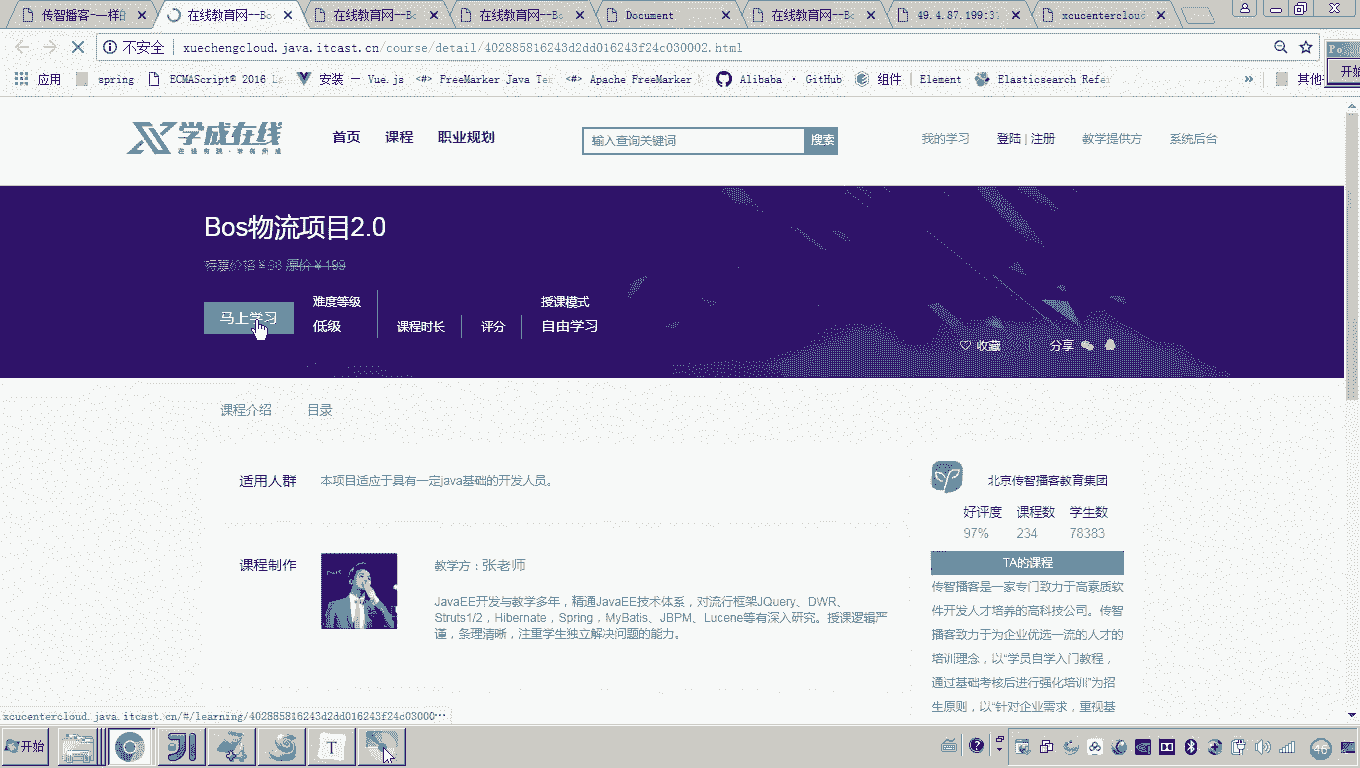 传智播客-一样
在线教育网--Bo
在线教育网--Bo
在线教育网--Bo
Document
在线教育网--Bo
49.4.87.199:31
xcucentercloud
不安全
xuechengcloud.java.itcast.cn/course/detail/402885816243d2dd016243f24c030002.html
应用
spring
ECMAScript® 2016 La
安装 — Vue.js
<#> FreeMarker Java Tem
<#> Apache FreeMarker
Alibaba · GitHub
组件 | Element
Elasticsearch Refer
»
其他
开始
学成在线
首页
课程
职业规划
输入查询关键词
搜索
我的学习
登陆 | 注册
教学提供方
系统后台
Bos物流项目2.0
特惠价格￥98 原价￥199
马上学习
难度等级
授课模式
低级
课程时长
评分
自由学习
收藏
分享
课程介绍
目录
适用人群
本项目适应于具有一定java基础的开发人员。
北京传智播客教育集团
好评度
课程数
学生数
97%
234
78383
TA的课程
课程制作
教学方：张老师
JavaEE开发与教学多年，精通JavaEE技术体系，对流行框架JQuery、DWR、
Struts1/2，Hibernate，Spring，MyBatis、JBPM、Lucene等有深入研究。授课逻辑严
谨，条理清晰，注重学生独立解决问题的能力。
传智播客是一家专门致力于高素质软
件开发人才培养的高科技公司。传智
播客致力于为企业优选一流的人才的
培训理念，以“学员自学入门教程，
通过基础考核后进行强化培训”为招
生原则，以“针对企业需求，重视基
xcucentercloud.java.itcast.cn/#/learning/402885816243d2dd016243f24c03000…
开始
T
46